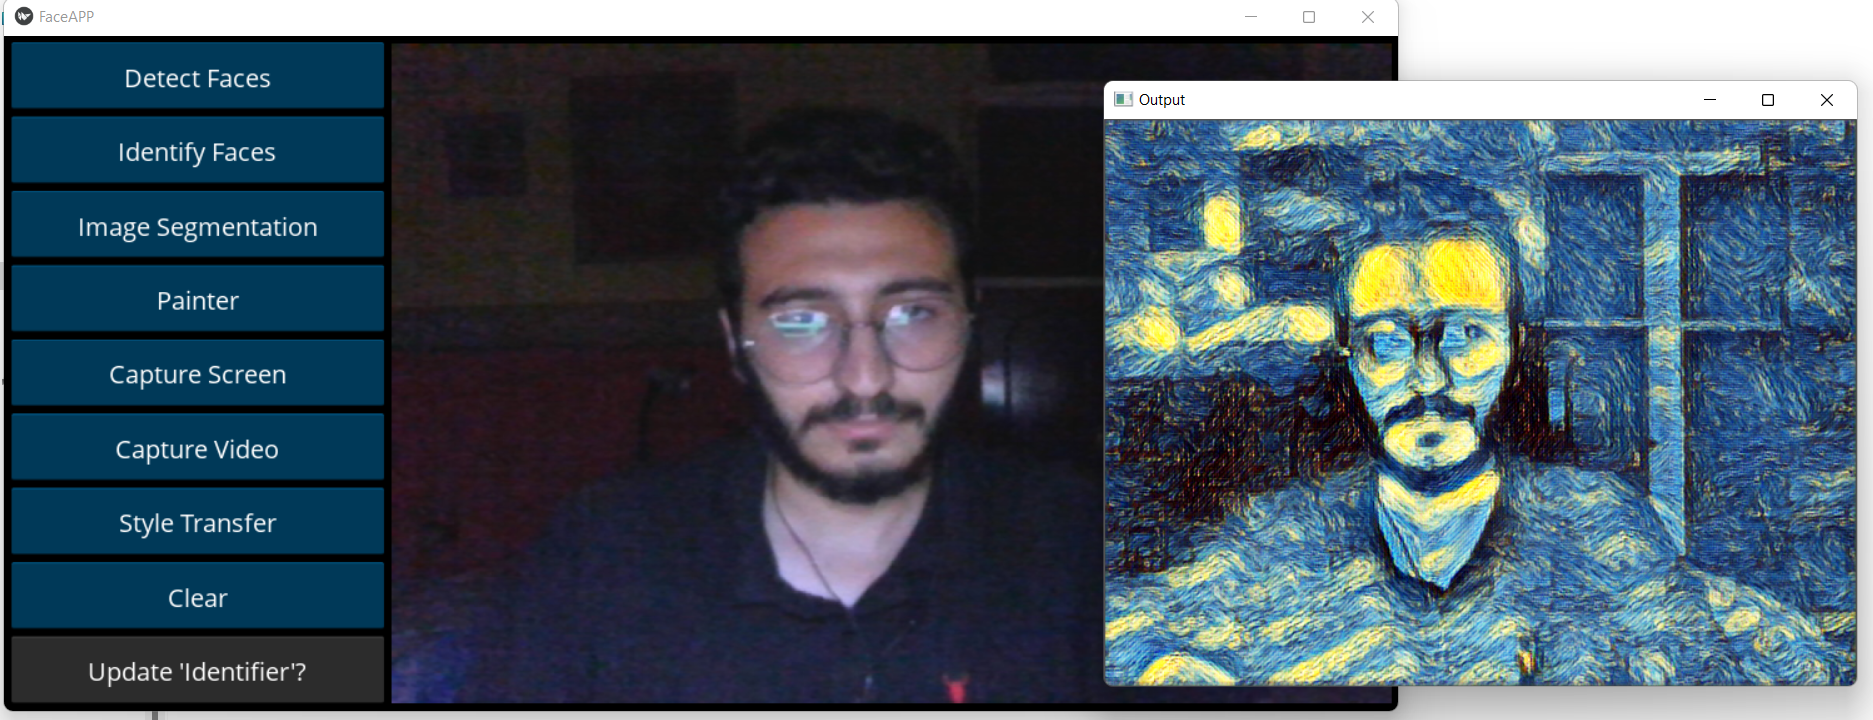 FaceAPP
Detect Faces
Identify Faces
Image Segmentation
Painter
Capture Screen
Capture Video
Style Transfer
Clear
Update 'Identifier'?
Output